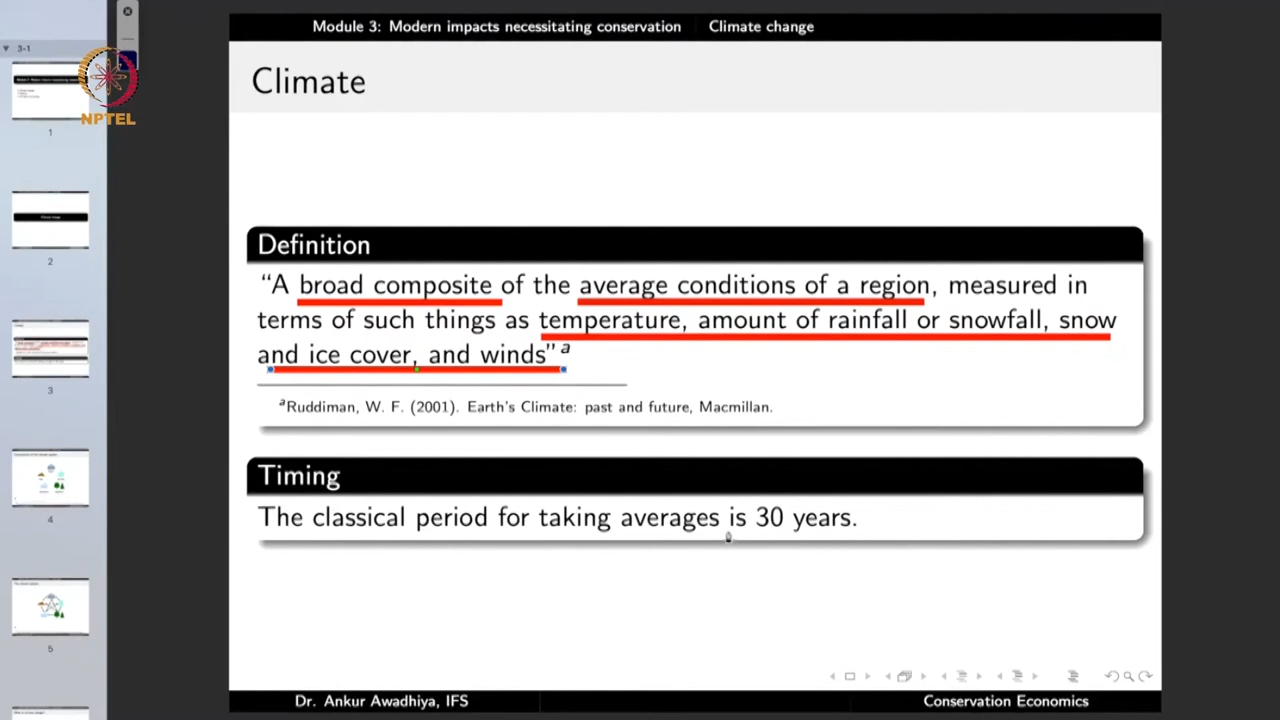 Module 3: Modern impacts necessitating conservation Climate change
3-1
NPTEL
1
2
3
4
5
Climate
Definition
“A broad composite of the average conditions of a region, measured in
terms of such things as temperature, amount of rainfall or snowfall, snow
and ice cover, and winds” a
aRuddiman, W. F. (2001). Earth's Climate: past and future, Macmillan.
Timing
The classical period for taking averages is 30 years.
Dr. Ankur Awadhiya, IFS Conservation Economics